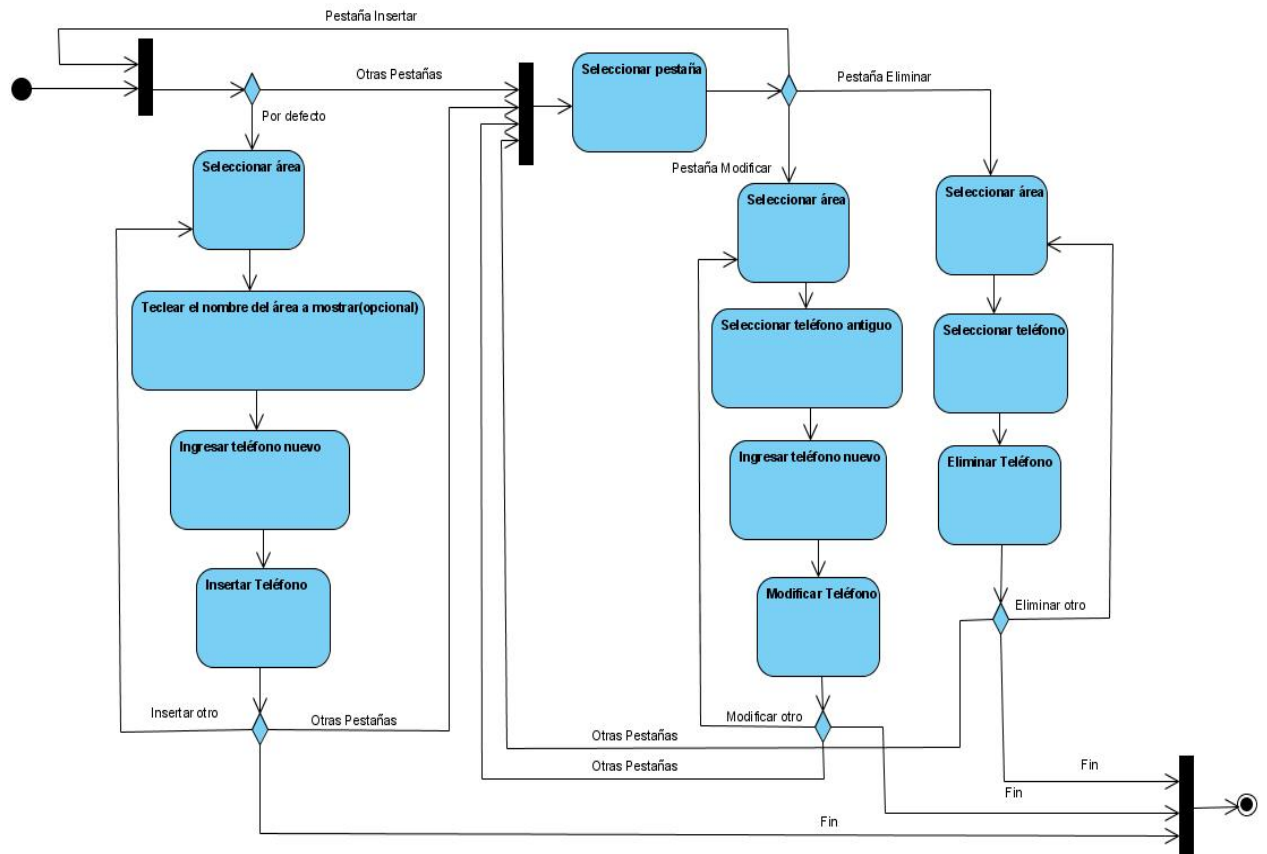 Pestaña Insertar
Otras Pestañas
Seleccionar pestaña
Pestaña Eliminar
Por defecto
Seleccionar área
Pestaña Modificar
Seleccionar área
Seleccionar área
Teclear el nombre del área a mostrar(opcional)
Seleccionar teléfono antiguo
Seleccionar teléfono
Ingresar teléfono nuevo
Ingresar teléfono nuevo
Eliminar Teléfono
Insertar Teléfono
Modificar Teléfono
Eliminar otro
Insertar otro
Otras Pestañas
Modificar otro
Otras Pestañas
Otras Pestañas
Fin
Fin
Fin